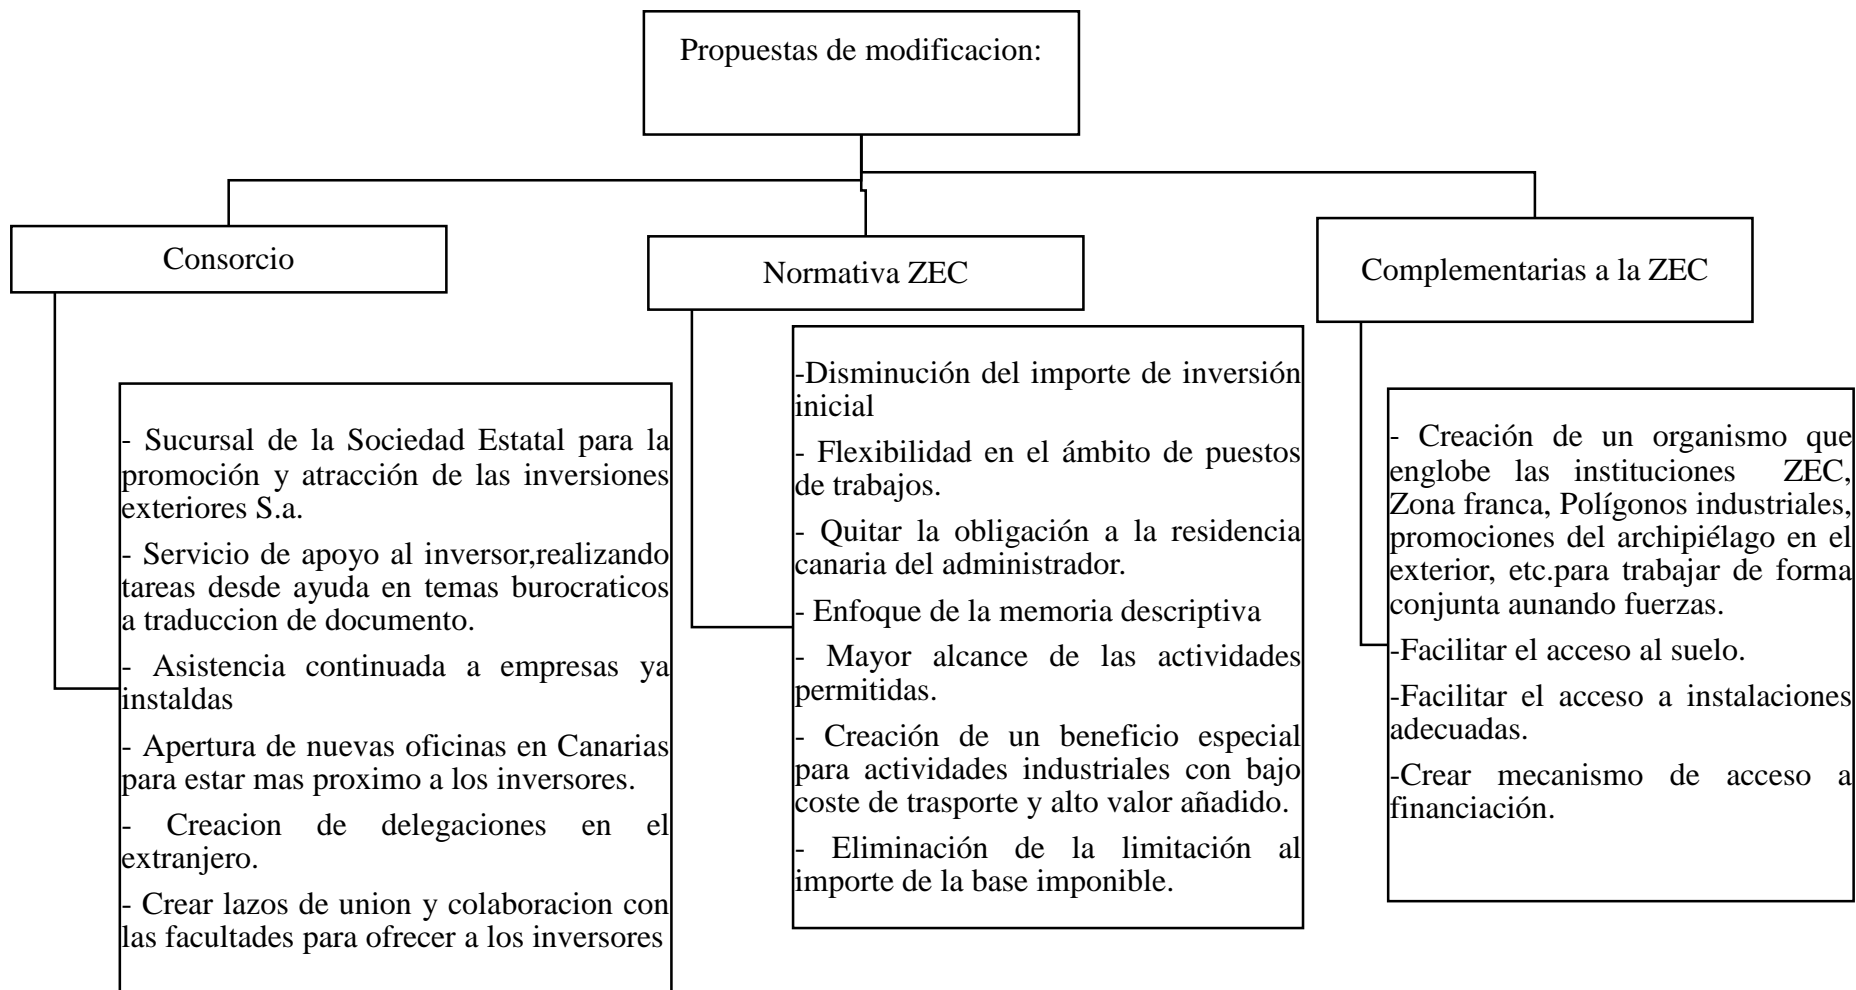 Propuestas de modificacion:
Consorcio
- Sucursal de la Sociedad Estatal para la
promoción y atracción de las inversiones
exteriores S.a.
- Servicio de apoyo al inversor,realizando
tareas desde ayuda en temas burocraticos
a traduccion de documento.
- Asistencia continuada a empresas ya
instaldas
- Apertura de nuevas oficinas en Canarias
para estar mas proximo a los inversores.
- Creacion de delegaciones en el
extranjero.
- Crear lazos de union y colaboracion con
las facultades para ofrecer a los inversores
Normativa ZEC
-Disminución del importe de inversión
inicial
- Flexibilidad en el ámbito de puestos
de trabajos.
- Quitar la obligación a la residencia
canaria del administrador.
- Enfoque de la memoria descriptiva
- Mayor alcance de las actividades
permitidas.
- Creación de un beneficio especial
para actividades industriales con bajo
coste de trasporte y alto valor añadido.
- Eliminación de la limitación al
importe de la base imponible.
Complementarias a la ZEC
- Creación de un organismo que
englobe las instituciones ZEC,
Zona franca, Polígonos industriales,
promociones del archipiélago en el
exterior, etc.para trabajar de forma
conjunta aunando fuerzas.
-Facilitar el acceso al suelo.
-Facilitar el acceso a instalaciones
adecuadas.
-Crear mecanismo de acceso a
financiación.